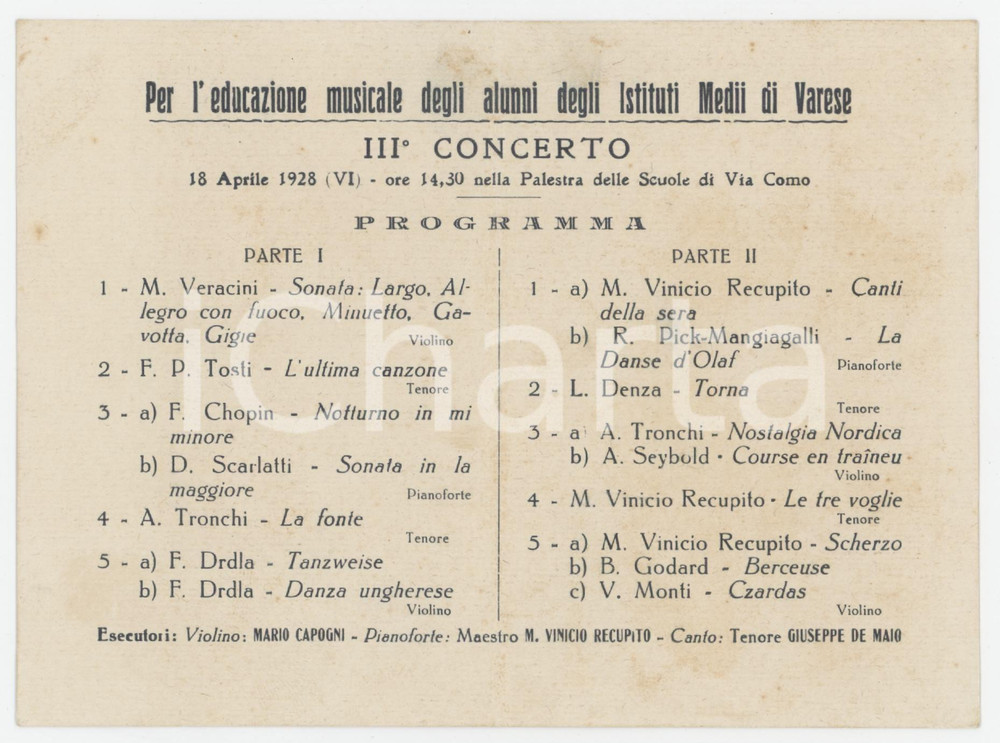 Per l'educazione musicale degli alunni degli Istituti Medii di Varese
III° CONCERTO
18 Aprile 1928 (VI) - ore 14,30 nella Palestra delle Scuole di Via Como
PROGRAMMA
PARTE I
1 - M. Veracini - Sonata: Largo, Al-
legro con fuoco, Minuetto, Ga-
votta, Gigie
Violino
2 - F. P. Tosti - L'ultima canzone
Tenore
3 - a) F. Chopin - Notturno in mi
minore
b) D. Scarlatti - Sonata in la
maggiore
Pianoforte
4 - A. Tronchi - La fonte
Tenore
5 - a) F. Drdla - Tanzweise
b) F. Drdla - Danza ungherese
Violino
PARTE II
1 - a) M. Vinicio Recupito - Canti
della sera
b) R. Pick-Mangiagalli - La
Danse d'Olaf
Pianoforte
2 - L. Denza - Torna
Tenore
3 - a) A. Tronchi - Nostalgia Nordica
b) A. Seybold - Course en traîneu
Violino
4 - M. Vinicio Recupito - Le tre voglie
Tenore
5 - a) M. Vinicio Recupito - Scherzo
b) B. Godard - Berceuse
c) V. Monti - Czardas
Violino
Esecutori: Violino: MARIO CAPOGNI - Pianoforte: Maestro M. VINICIO RECUPITO - Canto: Tenore GIUSEPPE DE MAIO
iCharta